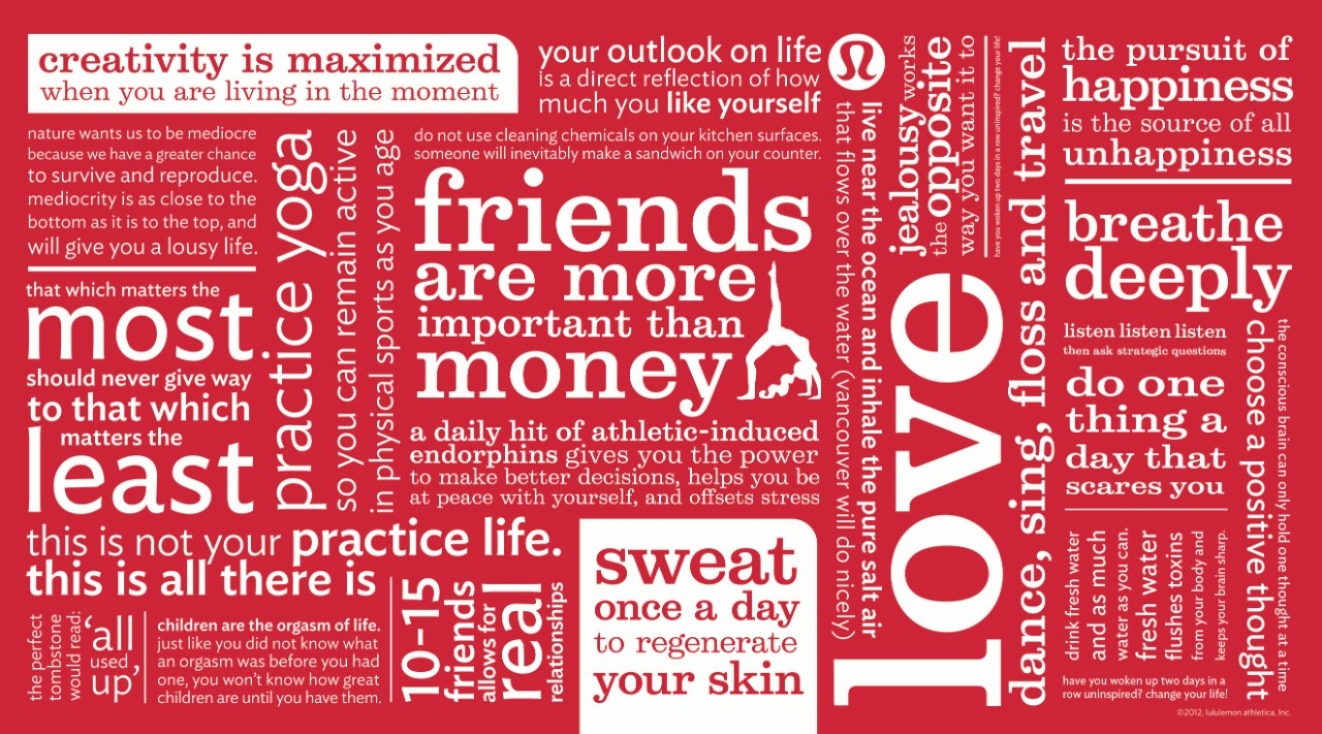 creativity is maximized
when you are living in the moment
your outlook on life
is a direct reflection of how
much you like yourself
nature wants us to be mediocre
because we have a greater chance
to survive and reproduce.
mediocrity is as close to the
bottom as it is to the top, and
will give you a lousy life.
that which matters the
most
should never give way
to that which
matters the
least
practice yoga
so you can remain active
in physical sports as you age
do not use cleaning chemicals on your kitchen surfaces.
someone will inevitably make a sandwich on your counter.
friends
are more
important than
money
a daily hit of athletic-induced
endorphins gives you the power
to make better decisions, helps you be
at peace with yourself, and offsets stress
this is not your practice life.
this is all there is
the perfect
tombstone
would read:
‘all
used
up’
children are the orgasm of life.
just like you did not know what
an orgasm was before you had
one, you won’t know how great
children are until you have them.
10-15
friends
allows for
real
relationships
sweat
once a day
to regenerate
your skin
live near the ocean and inhale the pure salt air
that flows over the water (vancouver will do nicely)
jealousy works
the opposite
way you want it to
have you woken up two days in a row uninspired? change your life!
love
dance, sing, floss and travel
the pursuit of
happiness
is the source of all
unhappiness
breathe
deeply
listen listen listen
then ask strategic questions
do one
thing a
day that
scares you
the conscious brain can only hold one thought at a time
choose a positive thought
drink fresh water
and as much
water as you can.
fresh water
flushes toxins
from your body and
keeps your brain sharp.
have you woken up two days in a
row uninspired? change your life!
©2012, lululemon athletica, Inc.